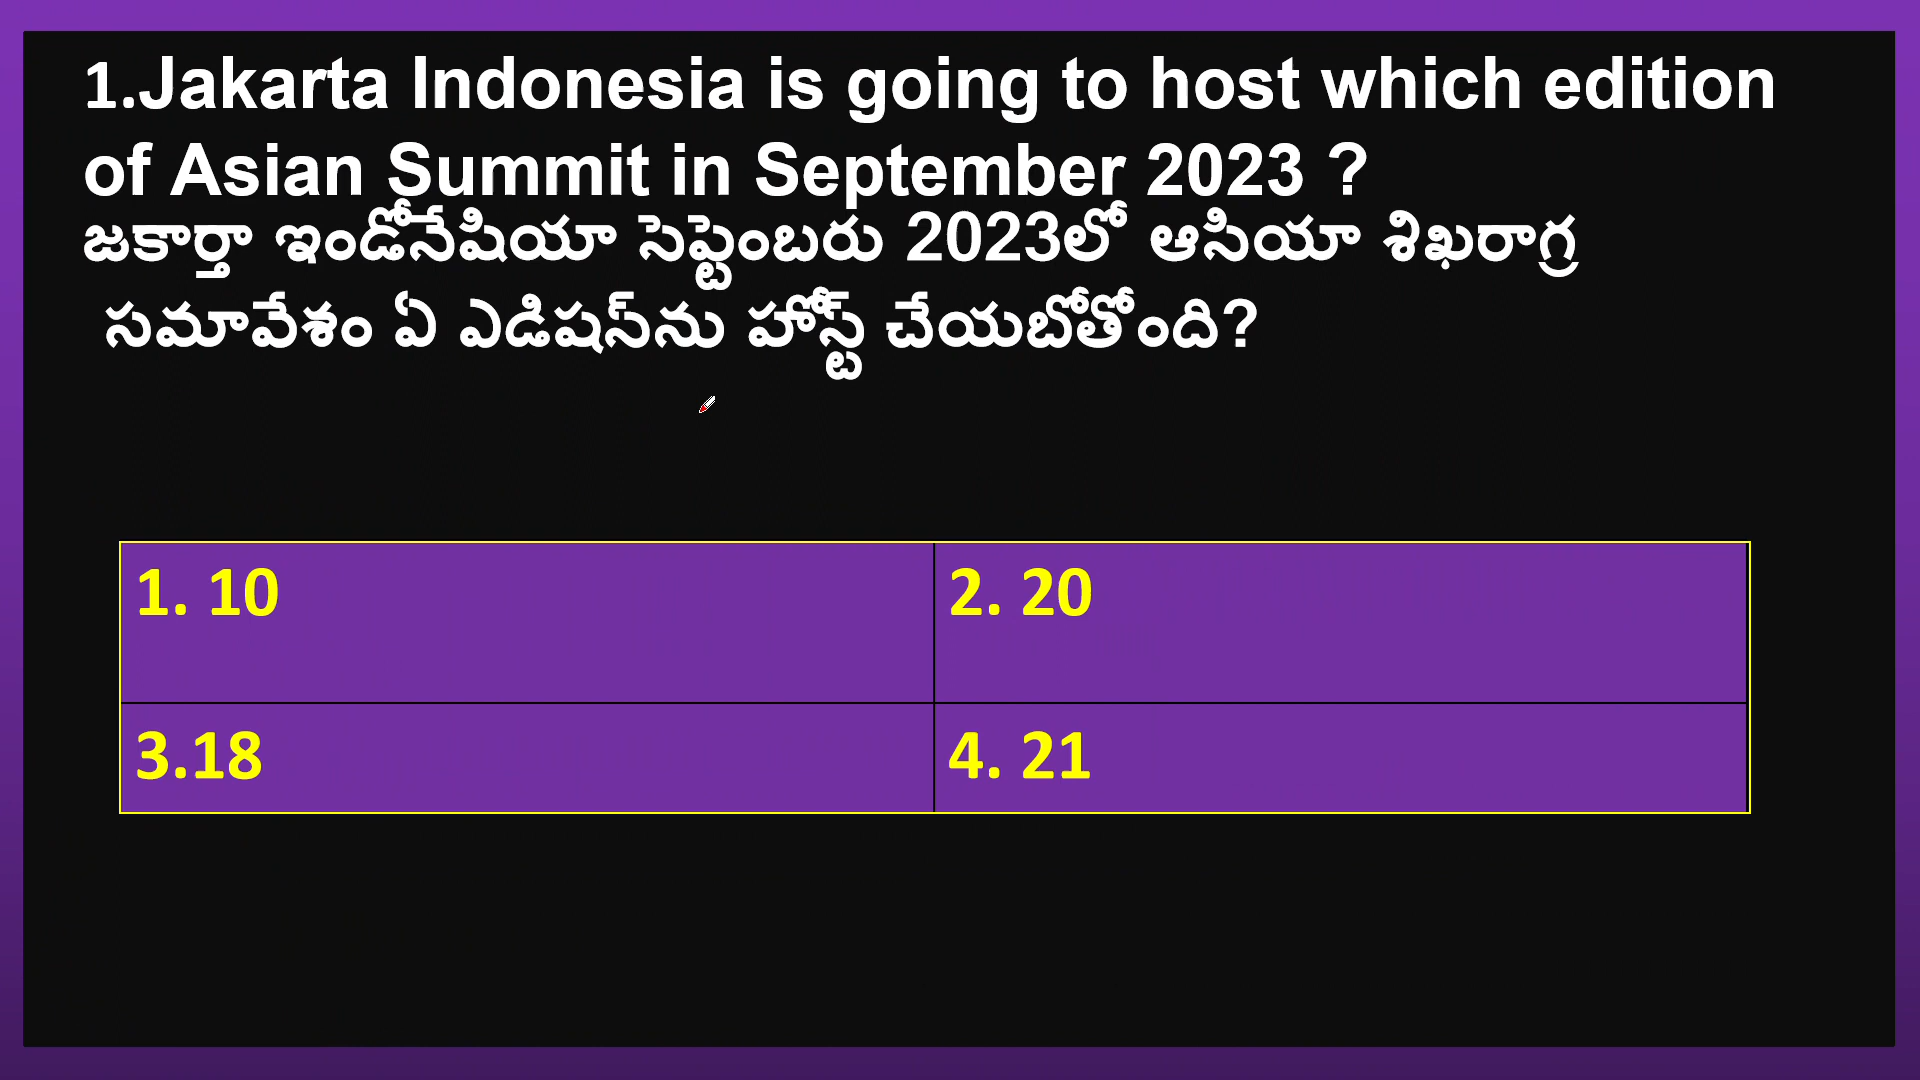 1.Jakarta Indonesia is going to host which edition
of Asian Summit in September 2023 ?
జకార్తా ఇండోనేషియా సెప్టెంబరు 2023లో ఆసియా శిఖరాగ్ర
సమావేశం ఏ ఎడిషన్‌ను హోస్ట్ చేయబోతోంది?
1. 10
2. 20
3.18
4. 21